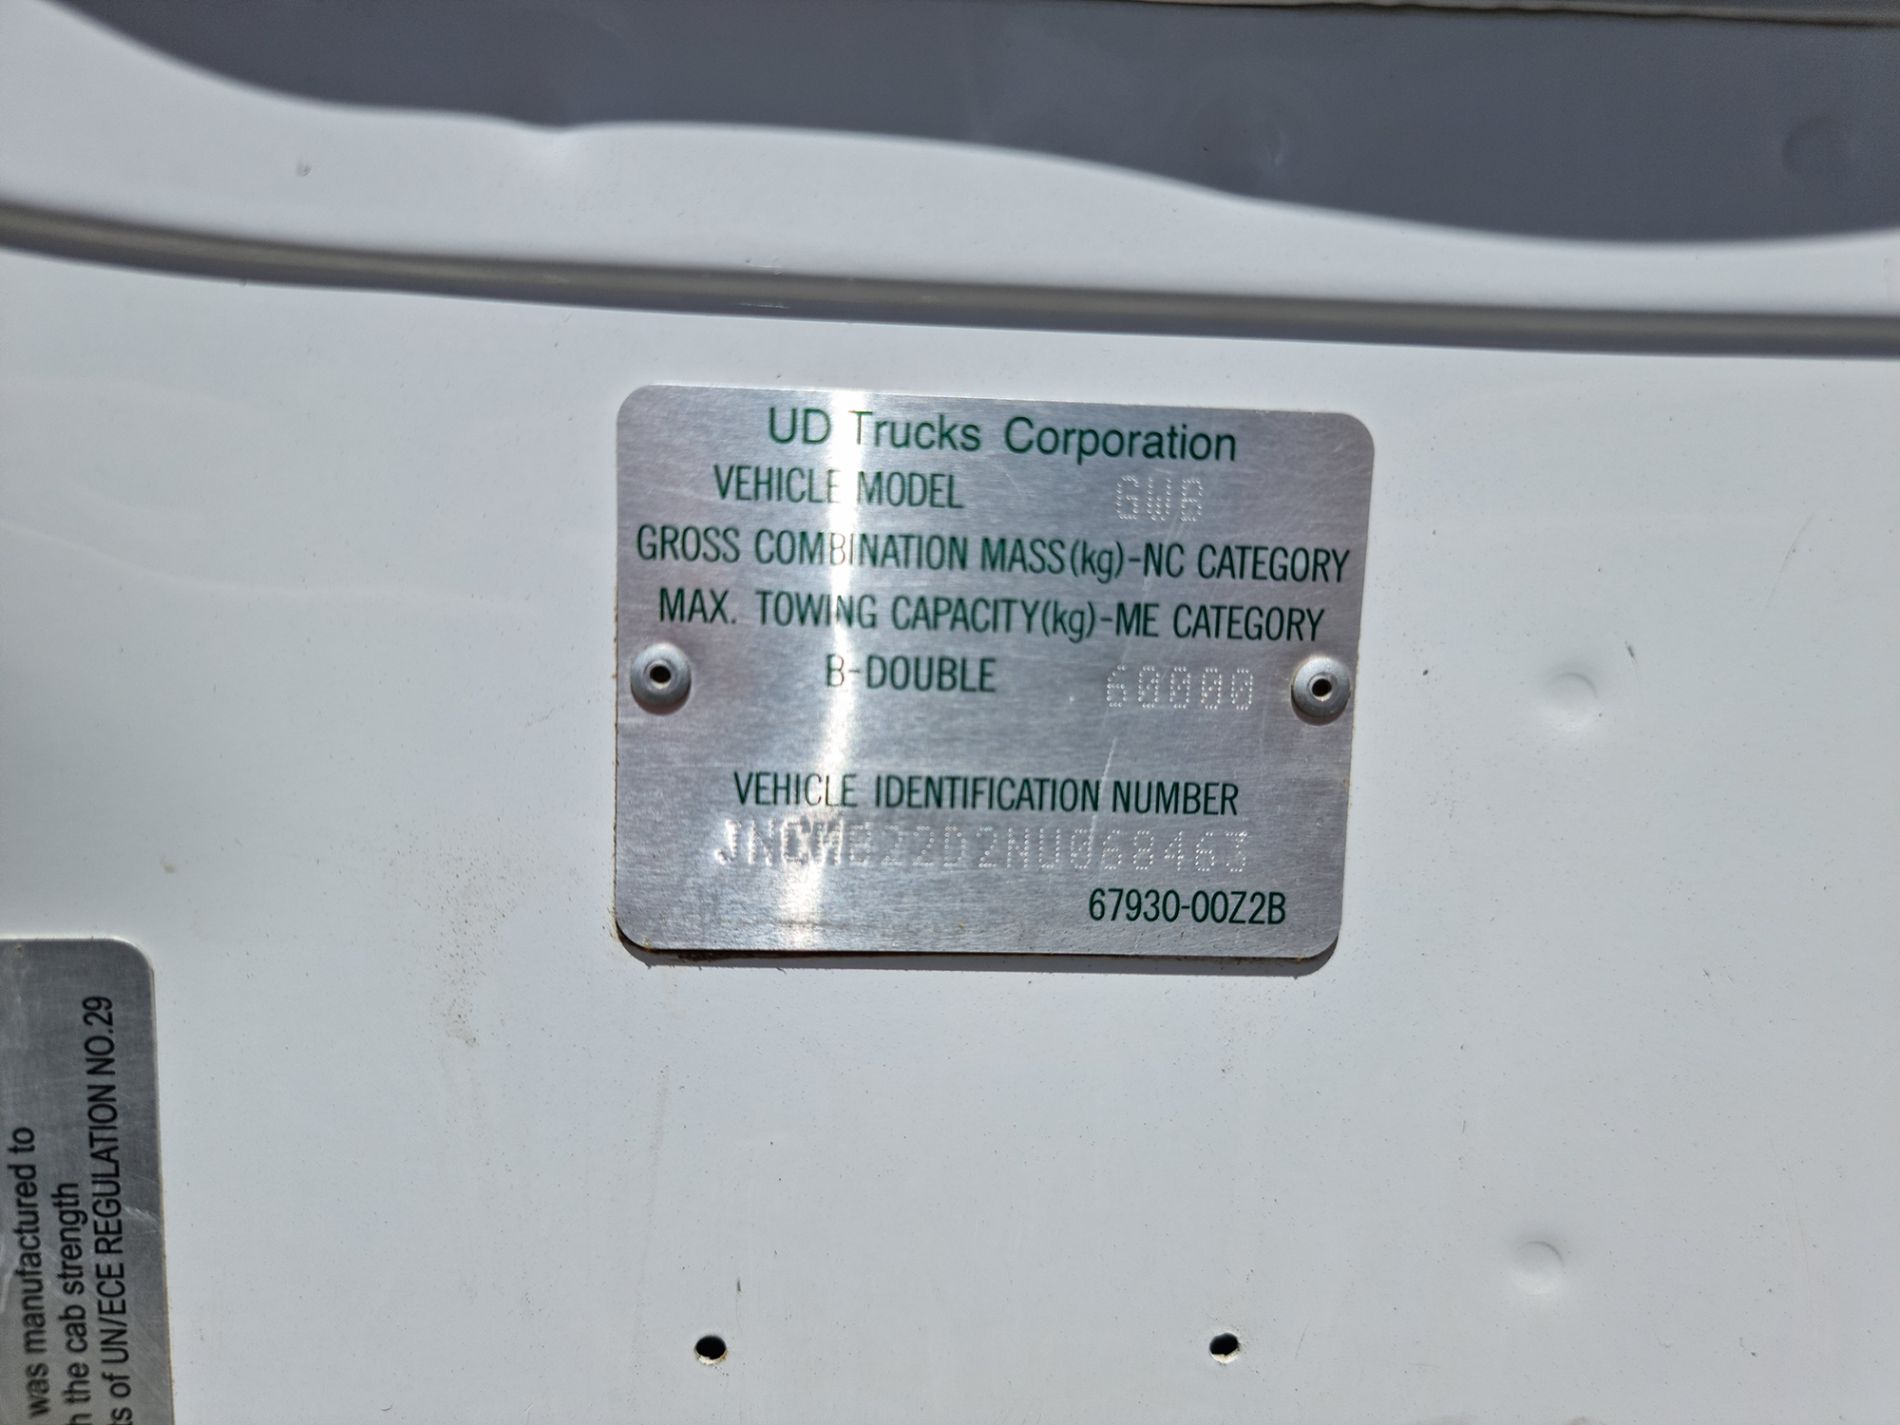 UD Trucks Corporation
VEHICLE MODEL GWB
GROSS COMBINATION MASS(kg)-NC CATEGORY
MAX. TOWING CAPACITY(kg)-ME CATEGORY
B-DOUBLE 60000
VEHICLE IDENTIFICATION NUMBER
JNCMB22D2NU068463
67930-00Z2B
was manufactured to
the cab strength
of UN/ECE REGULATION NO.29